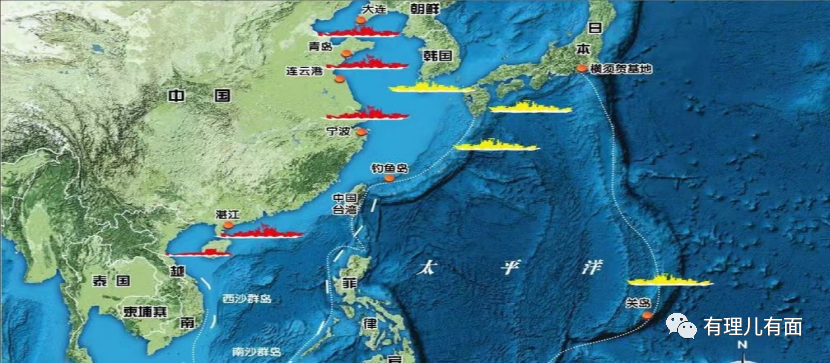 大连
朝鲜
日
本
青岛
韩国
连云港
横须贺基地
中国
宁波
钓鱼岛
中国
台湾
湛江
太平洋
越
南
泰国
菲
律
宾
西沙群岛
关岛
柬埔寨
有理儿有面
南沙群岛
N